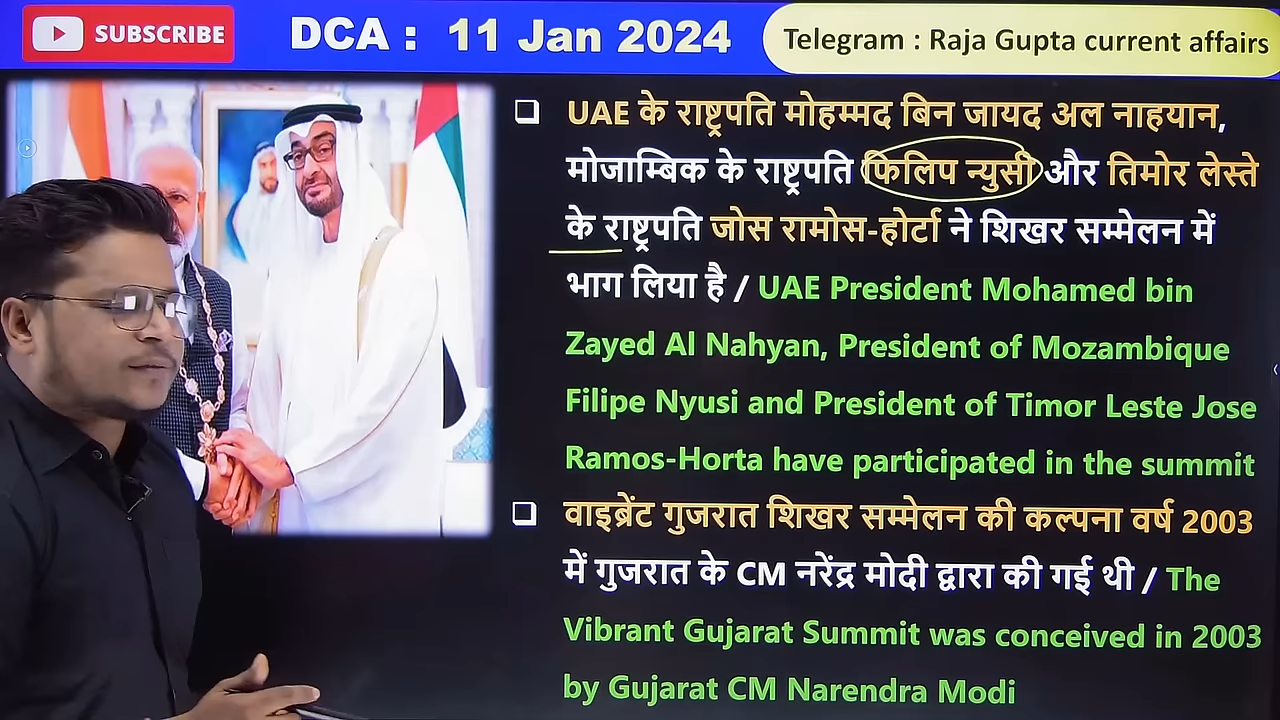 SUBSCRIBE
DCA : 11 Jan 2024
Telegram : Raja Gupta current affairs
UAE के राष्ट्रपति मोहम्मद बिन जायद अल नाहयान,
मोजाम्बिक के राष्ट्रपति फिलिप न्युसी और तिमोर लेस्ते
के राष्ट्रपति जोस रामोस-होर्टा ने शिखर सम्मेलन में
भाग लिया है / UAE President Mohamed bin
Zayed Al Nahyan, President of Mozambique
Filipe Nyusi and President of Timor Leste Jose
Ramos-Horta have participated in the summit
वाइब्रेंट गुजरात शिखर सम्मेलन की कल्पना वर्ष 2003
में गुजरात के CM नरेंद्र मोदी द्वारा की गई थी / The
Vibrant Gujarat Summit was conceived in 2003
by Gujarat CM Narendra Modi